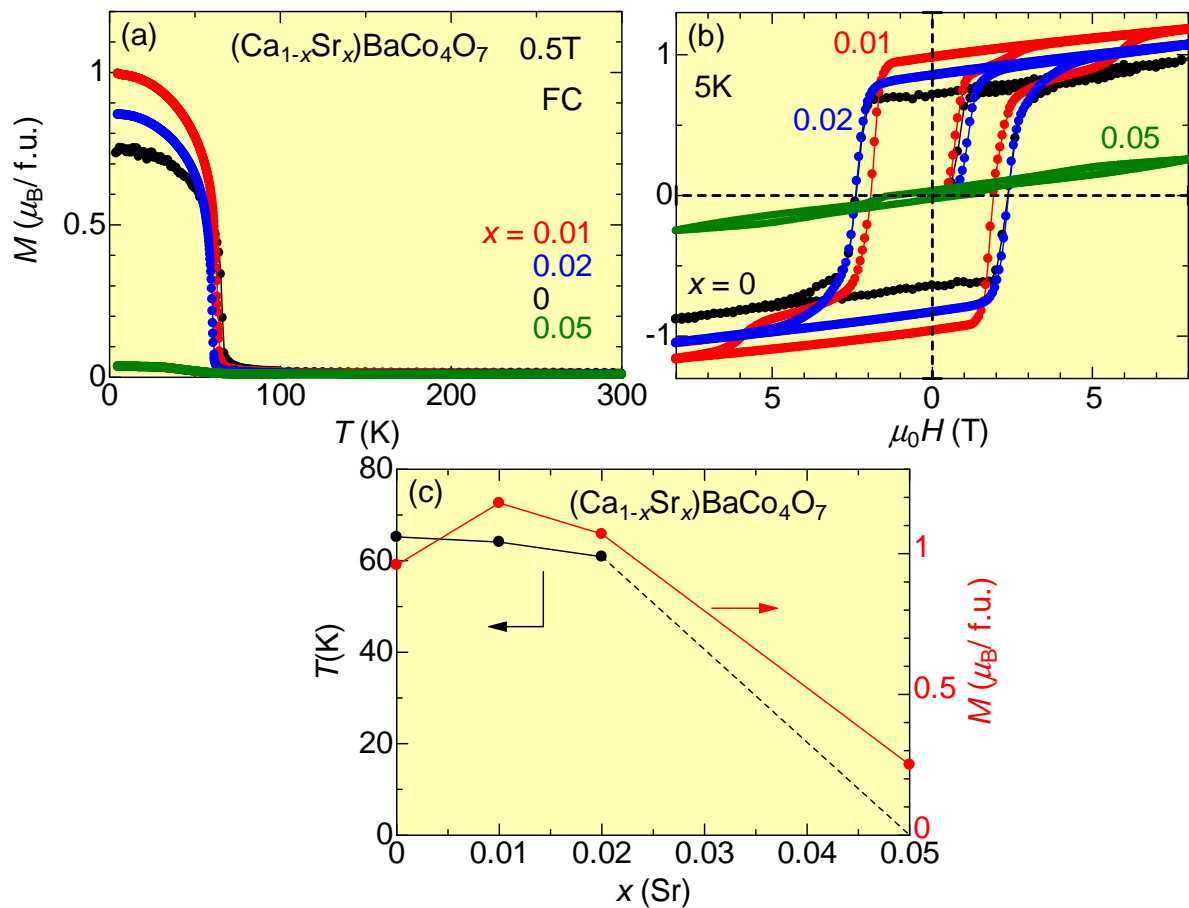 (a)
(Ca1-xSrx)BaCo4O7
0.5T
FC
x = 0.01
0.02
0
0.05
1
0.5
0
M (μB/ f.u.)
0
100
200
300
T (K)
(b)
5K
0.01
0.02
0.05
x = 0
1
0
-1
5
0
5
μ0H (T)
(c)
(Ca1-xSrx)BaCo4O7
80
60
40
20
0
T(K)
1
0.5
0
M (μB/ f.u.)
0
0.01
0.02
0.03
0.04
0.05
x (Sr)